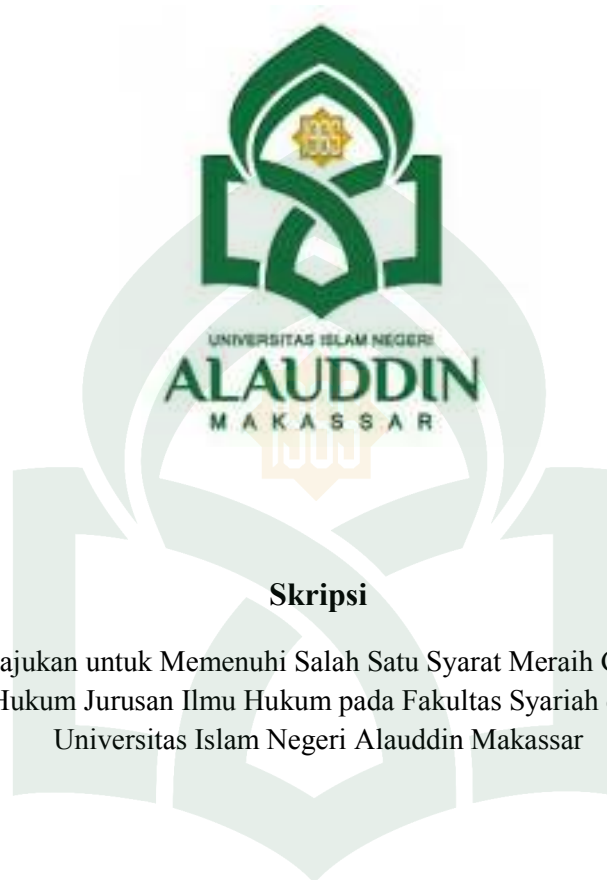 UNIVERSITAS ISLAM NEGERI
ALAUDDIN
MAKASSAR
Skripsi
ajukan untuk Memenuhi Salah Satu Syarat Meraih
Hukum Jurusan Ilmu Hukum pada Fakultas Syariah
Universitas Islam Negeri Alauddin Makassar